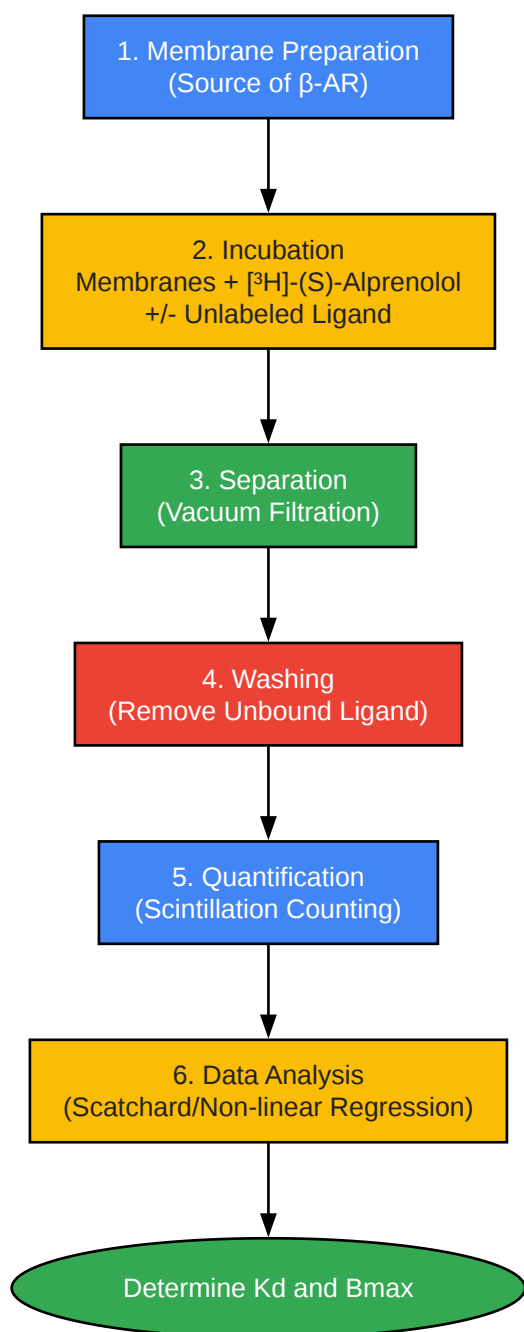 1. Membrane Preparation
(Source of β-AR)
2. Incubation
Membranes + [³H]-(S)-Alprenolol
+/- Unlabeled Ligand
3. Separation
(Vacuum Filtration)
4. Washing
(Remove Unbound Ligand)
5. Quantification
(Scintillation Counting)
6. Data Analysis
(Scatchard/Non-linear Regression)
Determine Kd and Bmax